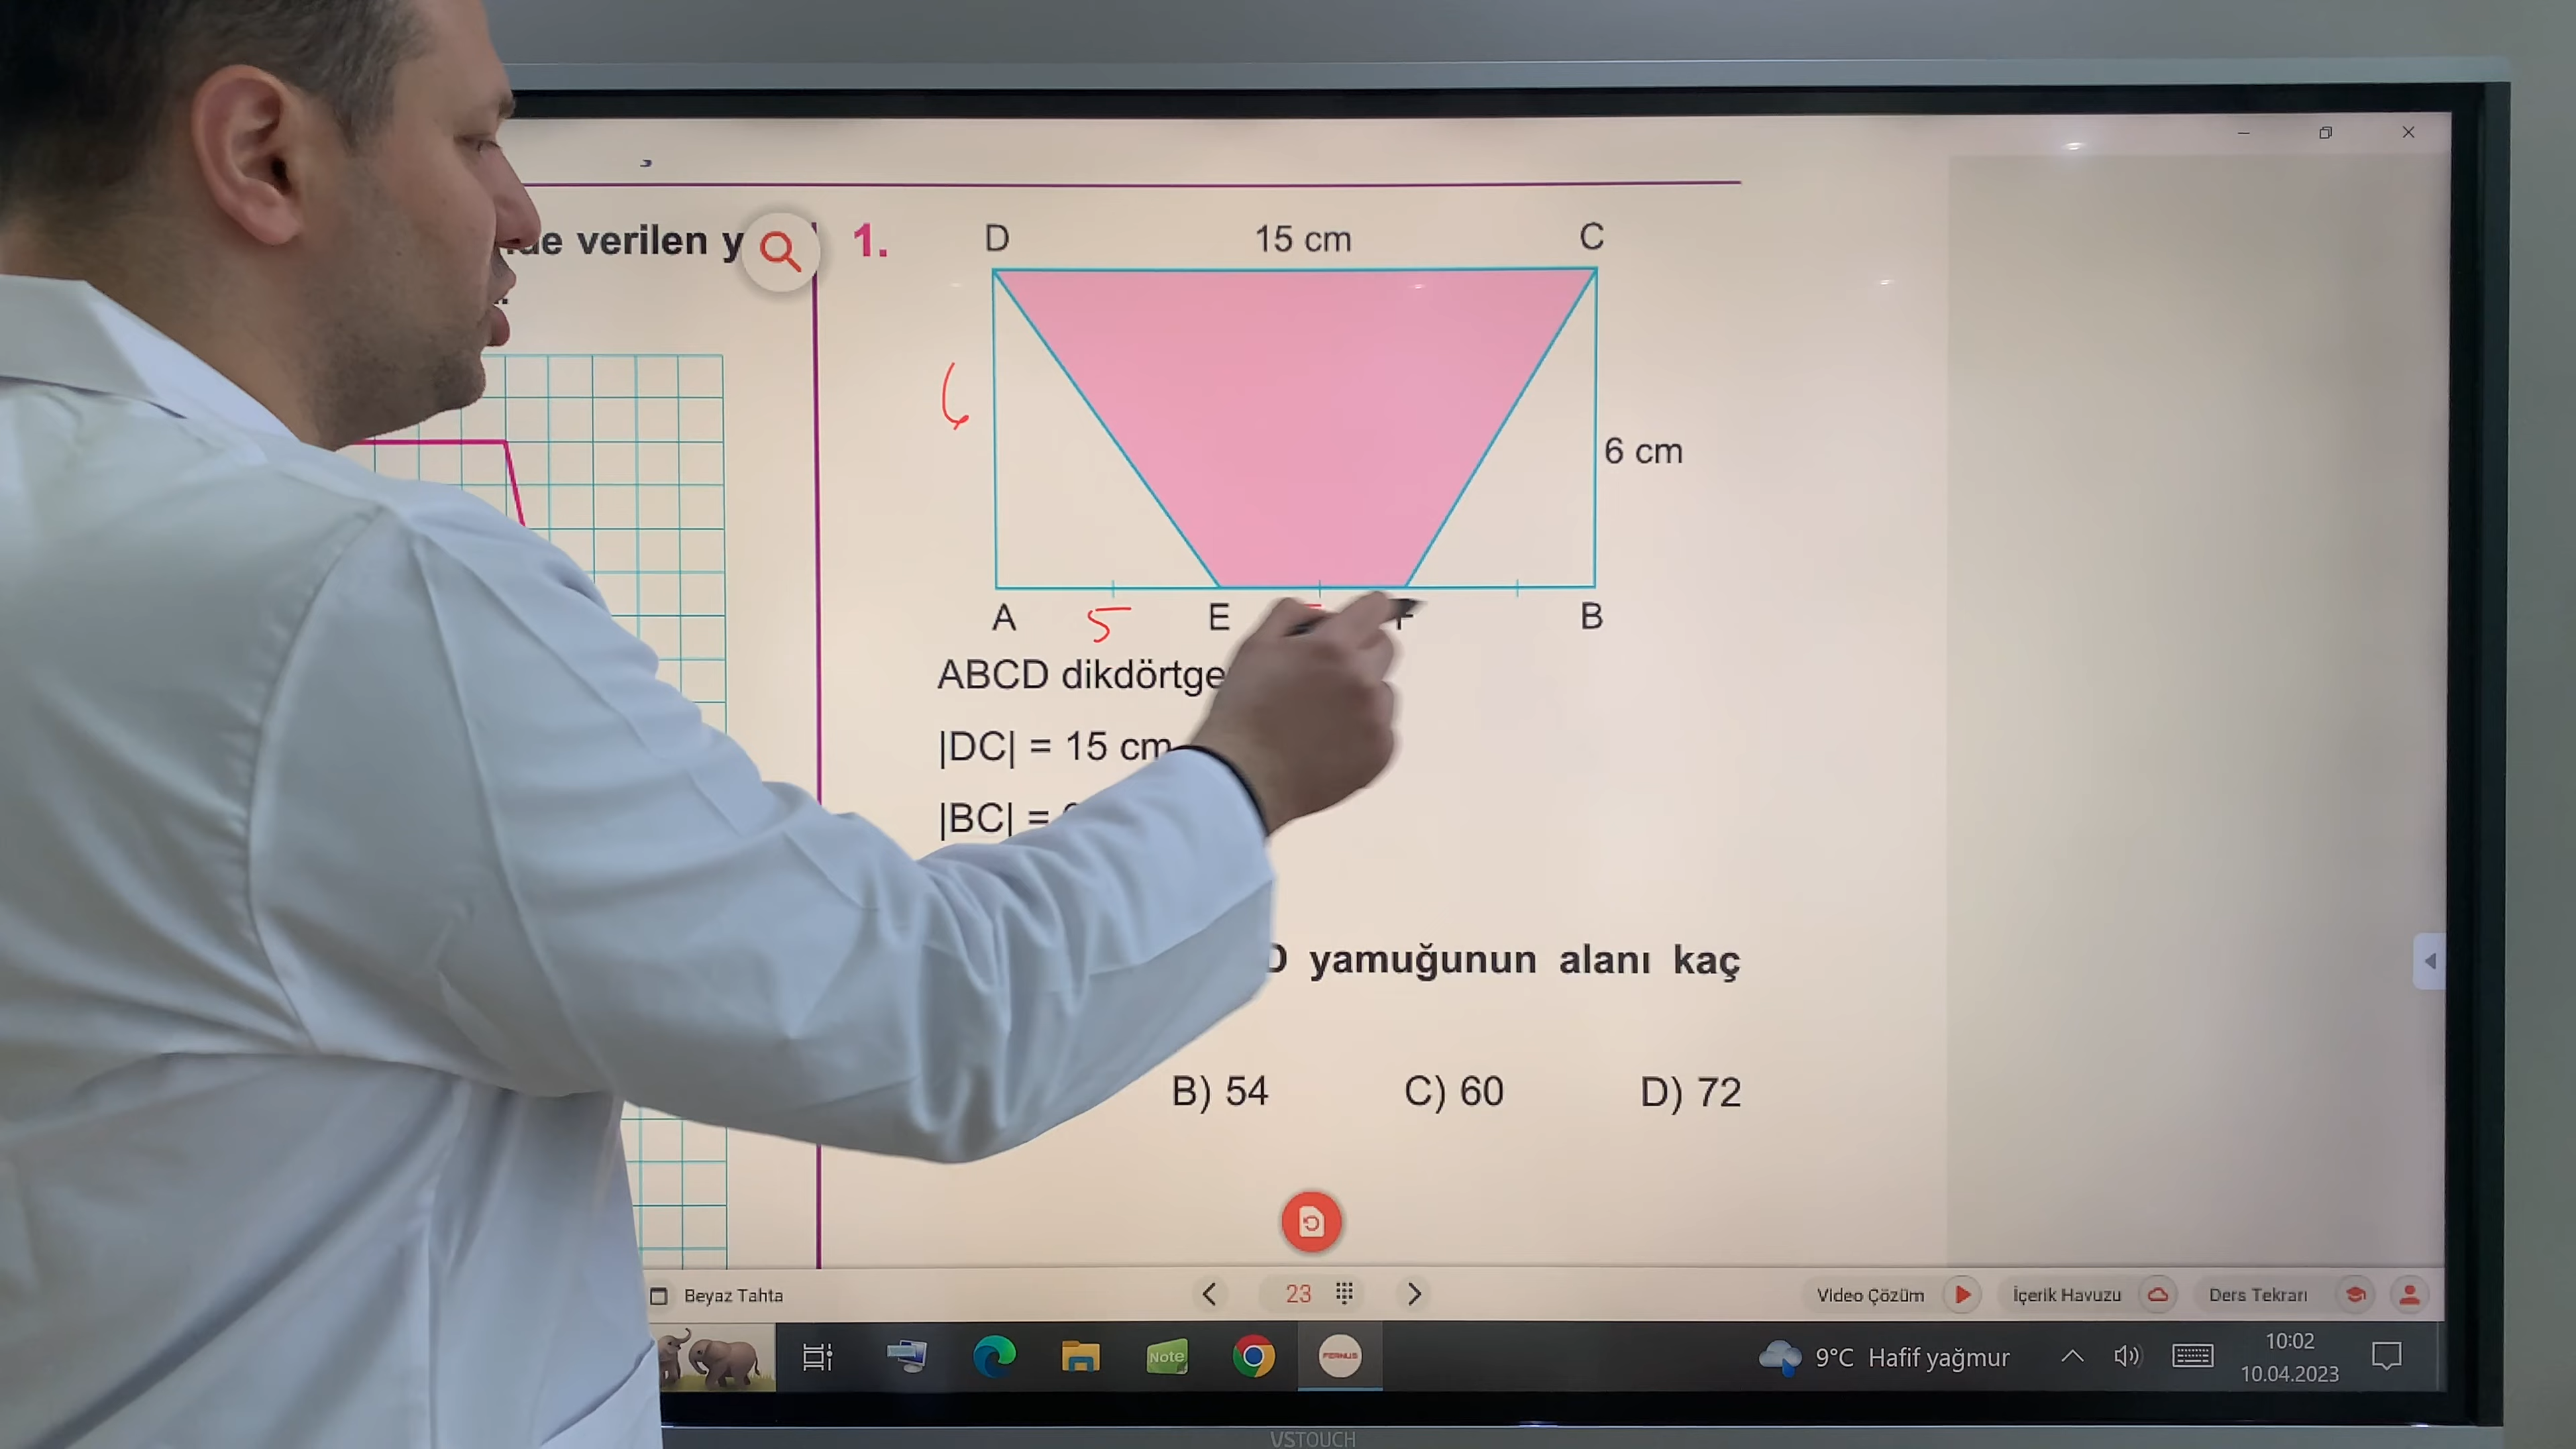 de verilen y
1.
D 15 cm C
6
6 cm
A 5 E F B
ABCD dikdörtge
|DC| = 15 cm
|BC| =
D yamuğunun alanı kaç
B) 54 C) 60 D) 72
Beyaz Tahta
23
Video Çözüm
İçerik Havuzu
Ders Tekrarı
Note
FERNUS
9°C Hafif yağmur
10:02
10.04.2023
VSTOUCH